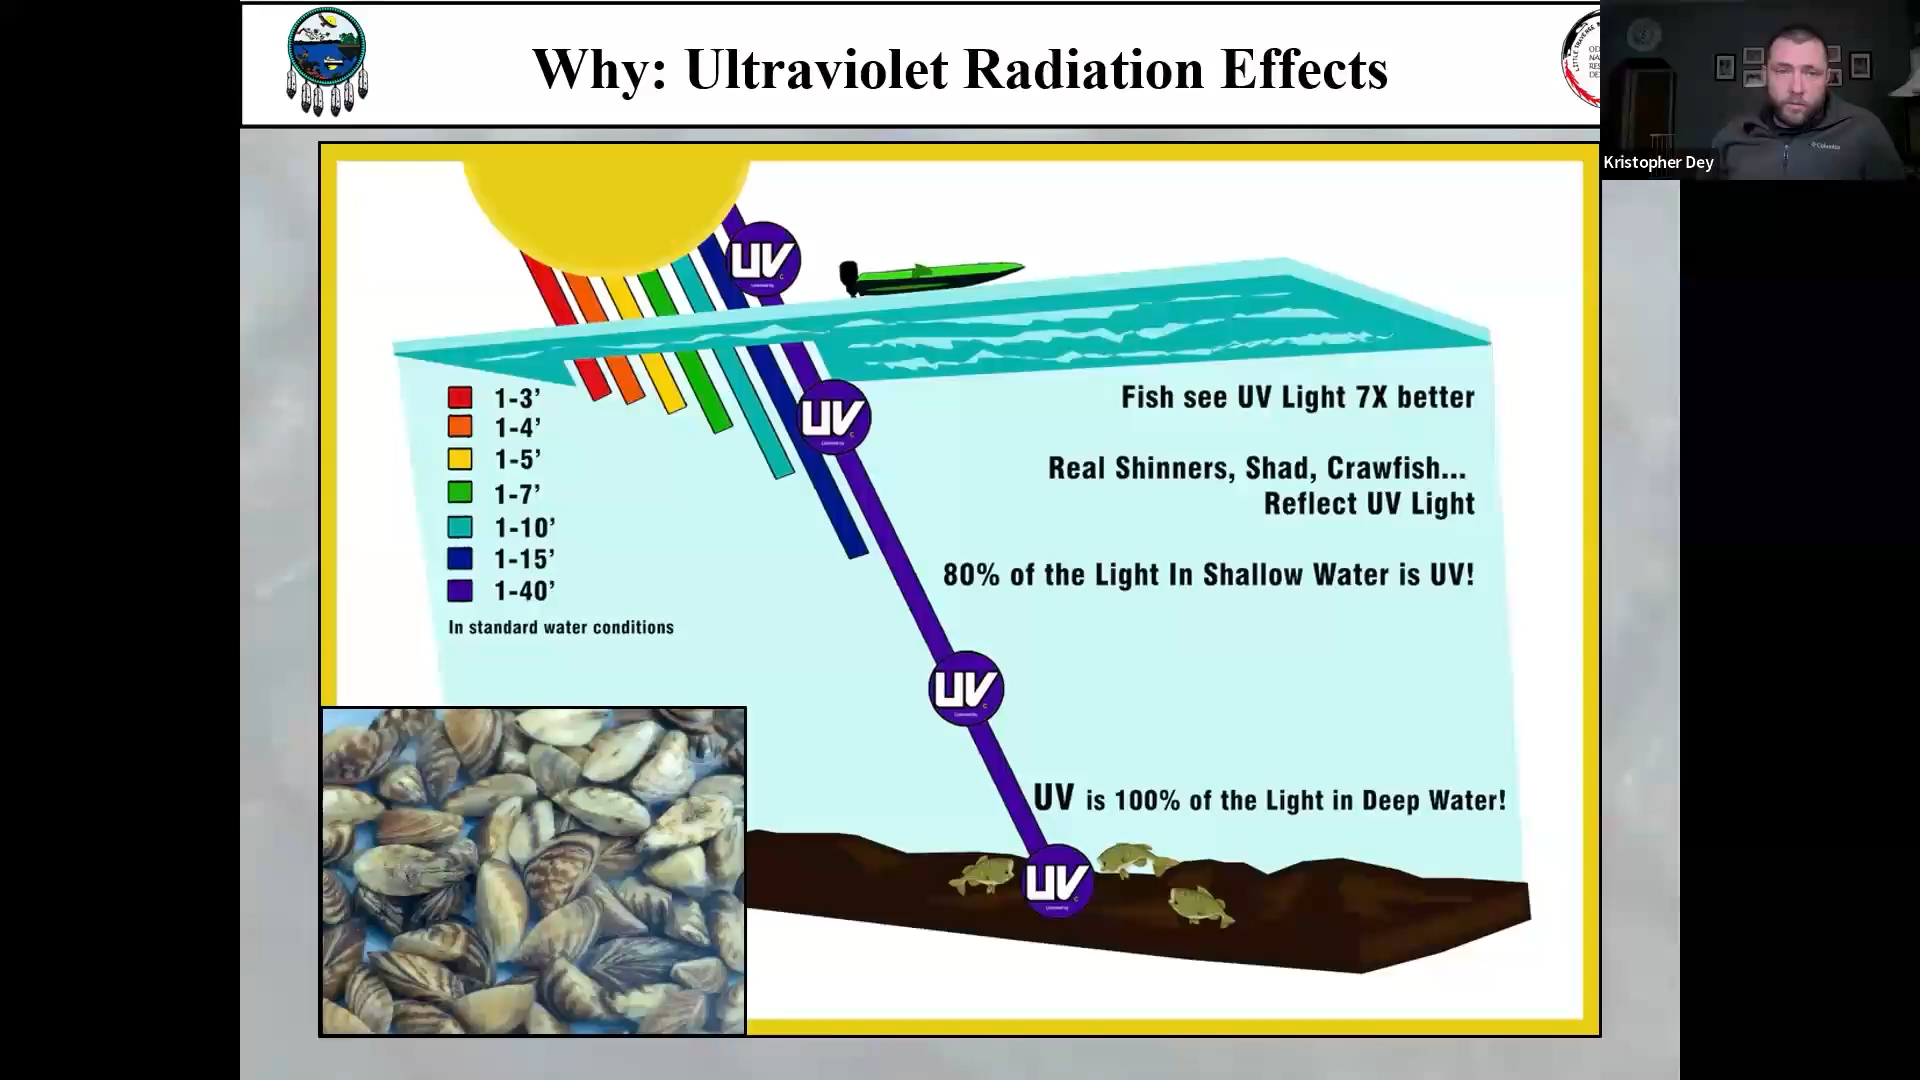 Why: Ultraviolet Radiation Effects
Kristopher Dey
Columbia
UV
UV
1-3’
1-4’
1-5’
1-7’
1-10’
1-15’
1-40’
In standard water conditions
Fish see UV Light 7X better
Real Shinners, Shad, Crawfish...
Reflect UV Light
80% of the Light In Shallow Water is UV!
UV
UV is 100% of the Light in Deep Water!
UV